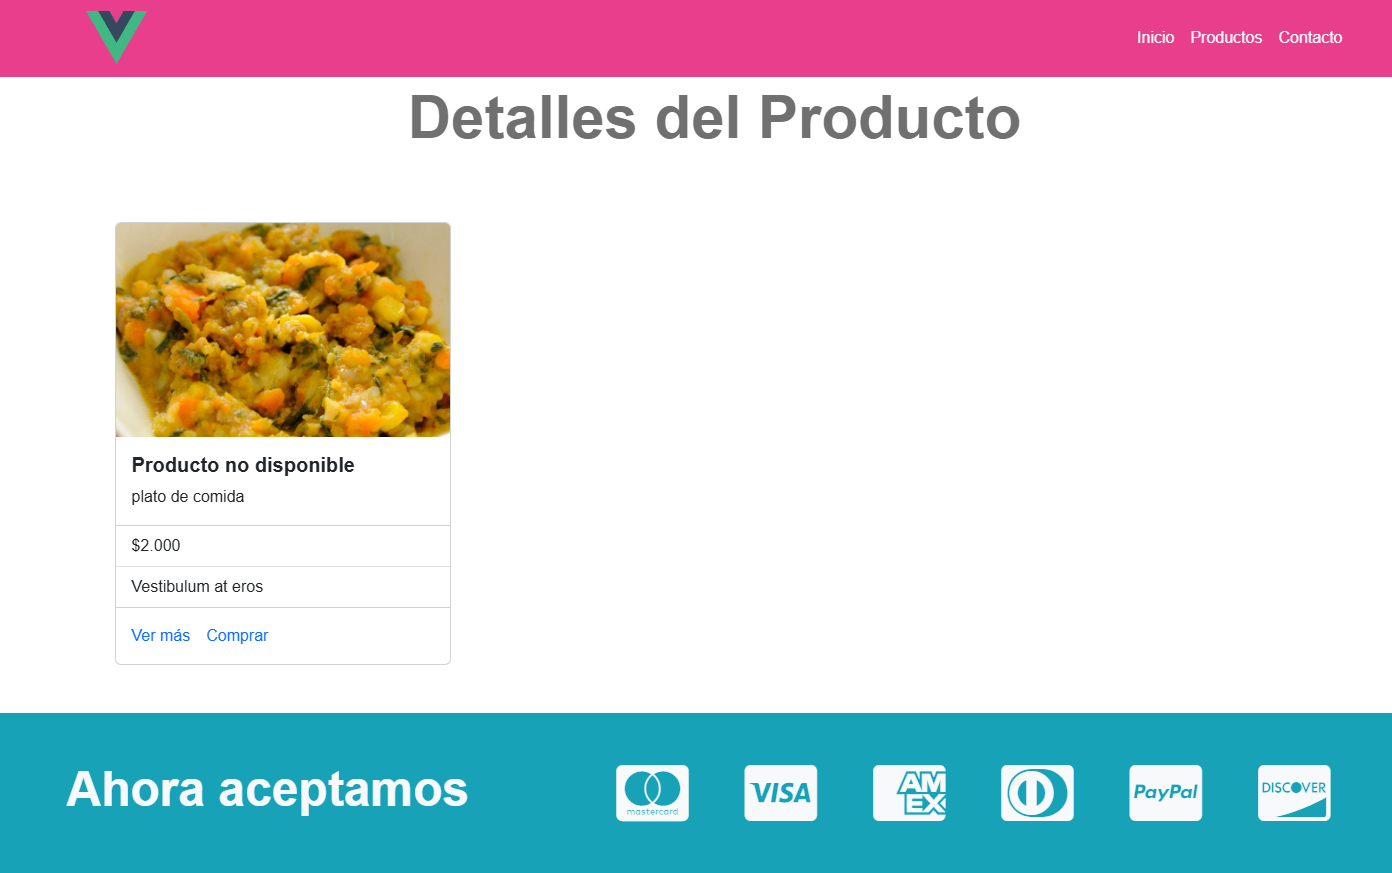 Inicio Productos Contacto
Detalles del Producto
Producto no disponible
plato de comida
$2.000
Vestibulum at eros
Ver más Comprar
Ahora aceptamos
mastercard
VISA
AM
EX
PayPal
DISCOVER